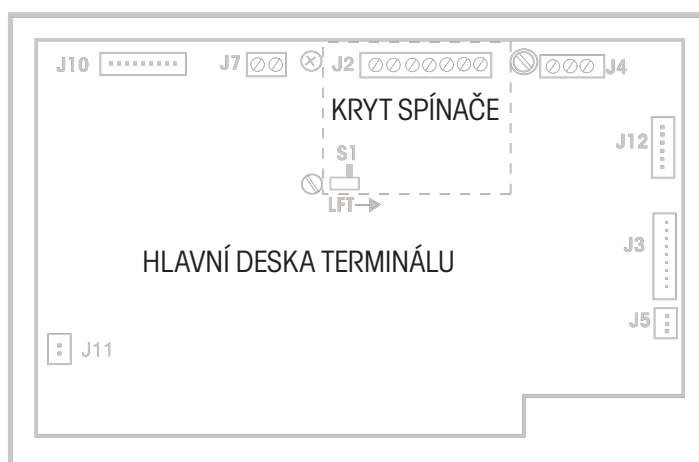 J10
J7
J2
J4
KRYT SPÍNAČE
J12
S1
LFT
J3
HLAVNÍ DESKA TERMINÁLU
J5
J11